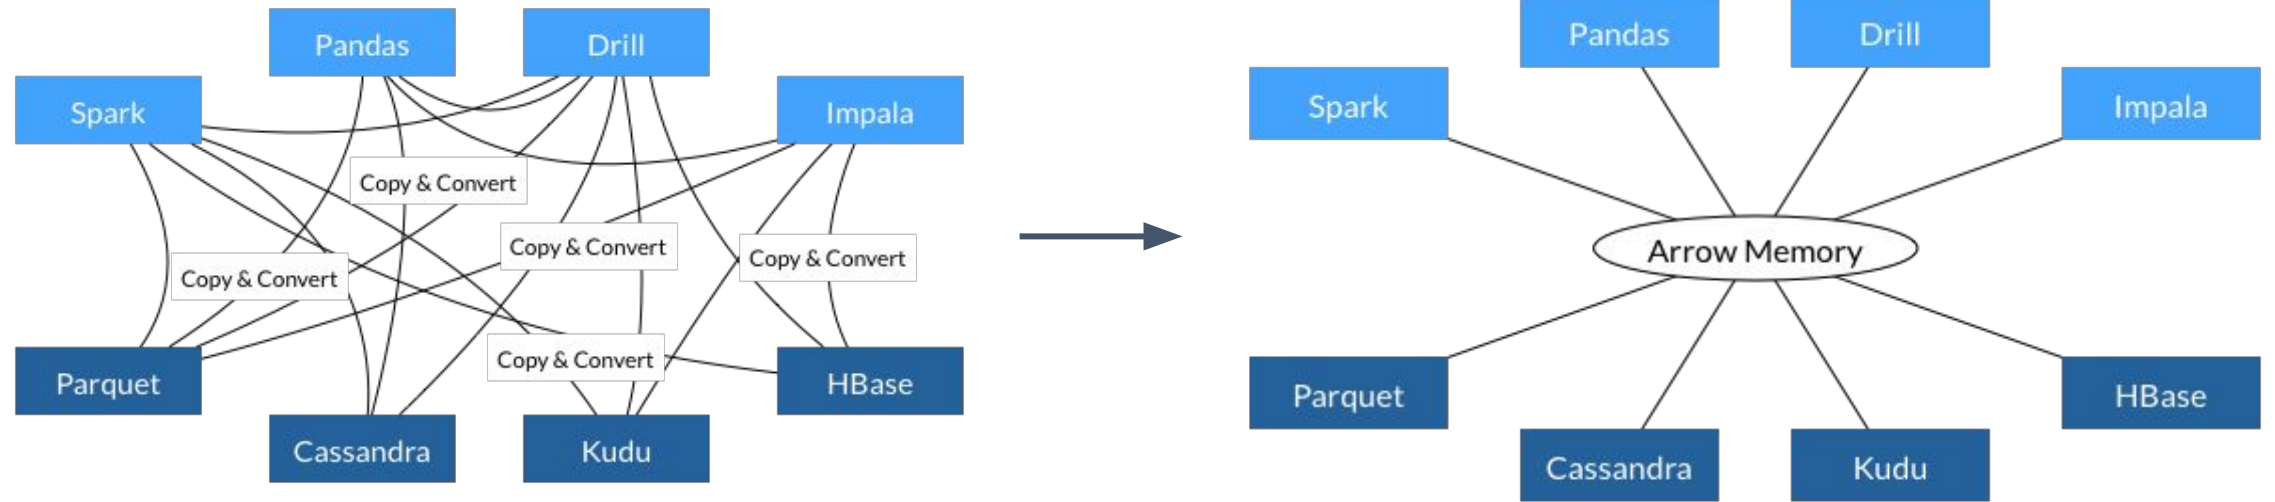 Pandas
Drill
Spark
Impala
Copy & Convert
Copy & Convert
Copy & Convert
Copy & Convert
Copy & Convert
Parquet
HBase
Cassandra
Kudu
Pandas
Drill
Spark
Impala
Arrow Memory
Parquet
HBase
Cassandra
Kudu